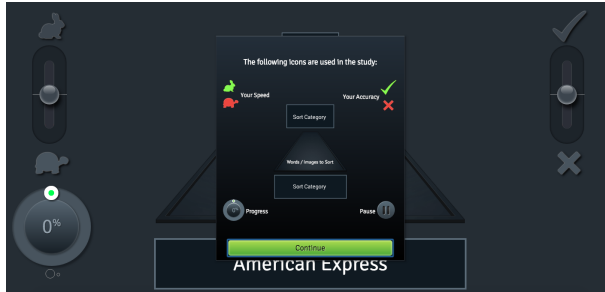 The following icons are used in the study:
Your Speed
Your Accuracy
Sort Category
Words / Images to Sort
Sort Category
0%
Progress
Pause
Continue
0%
American Express